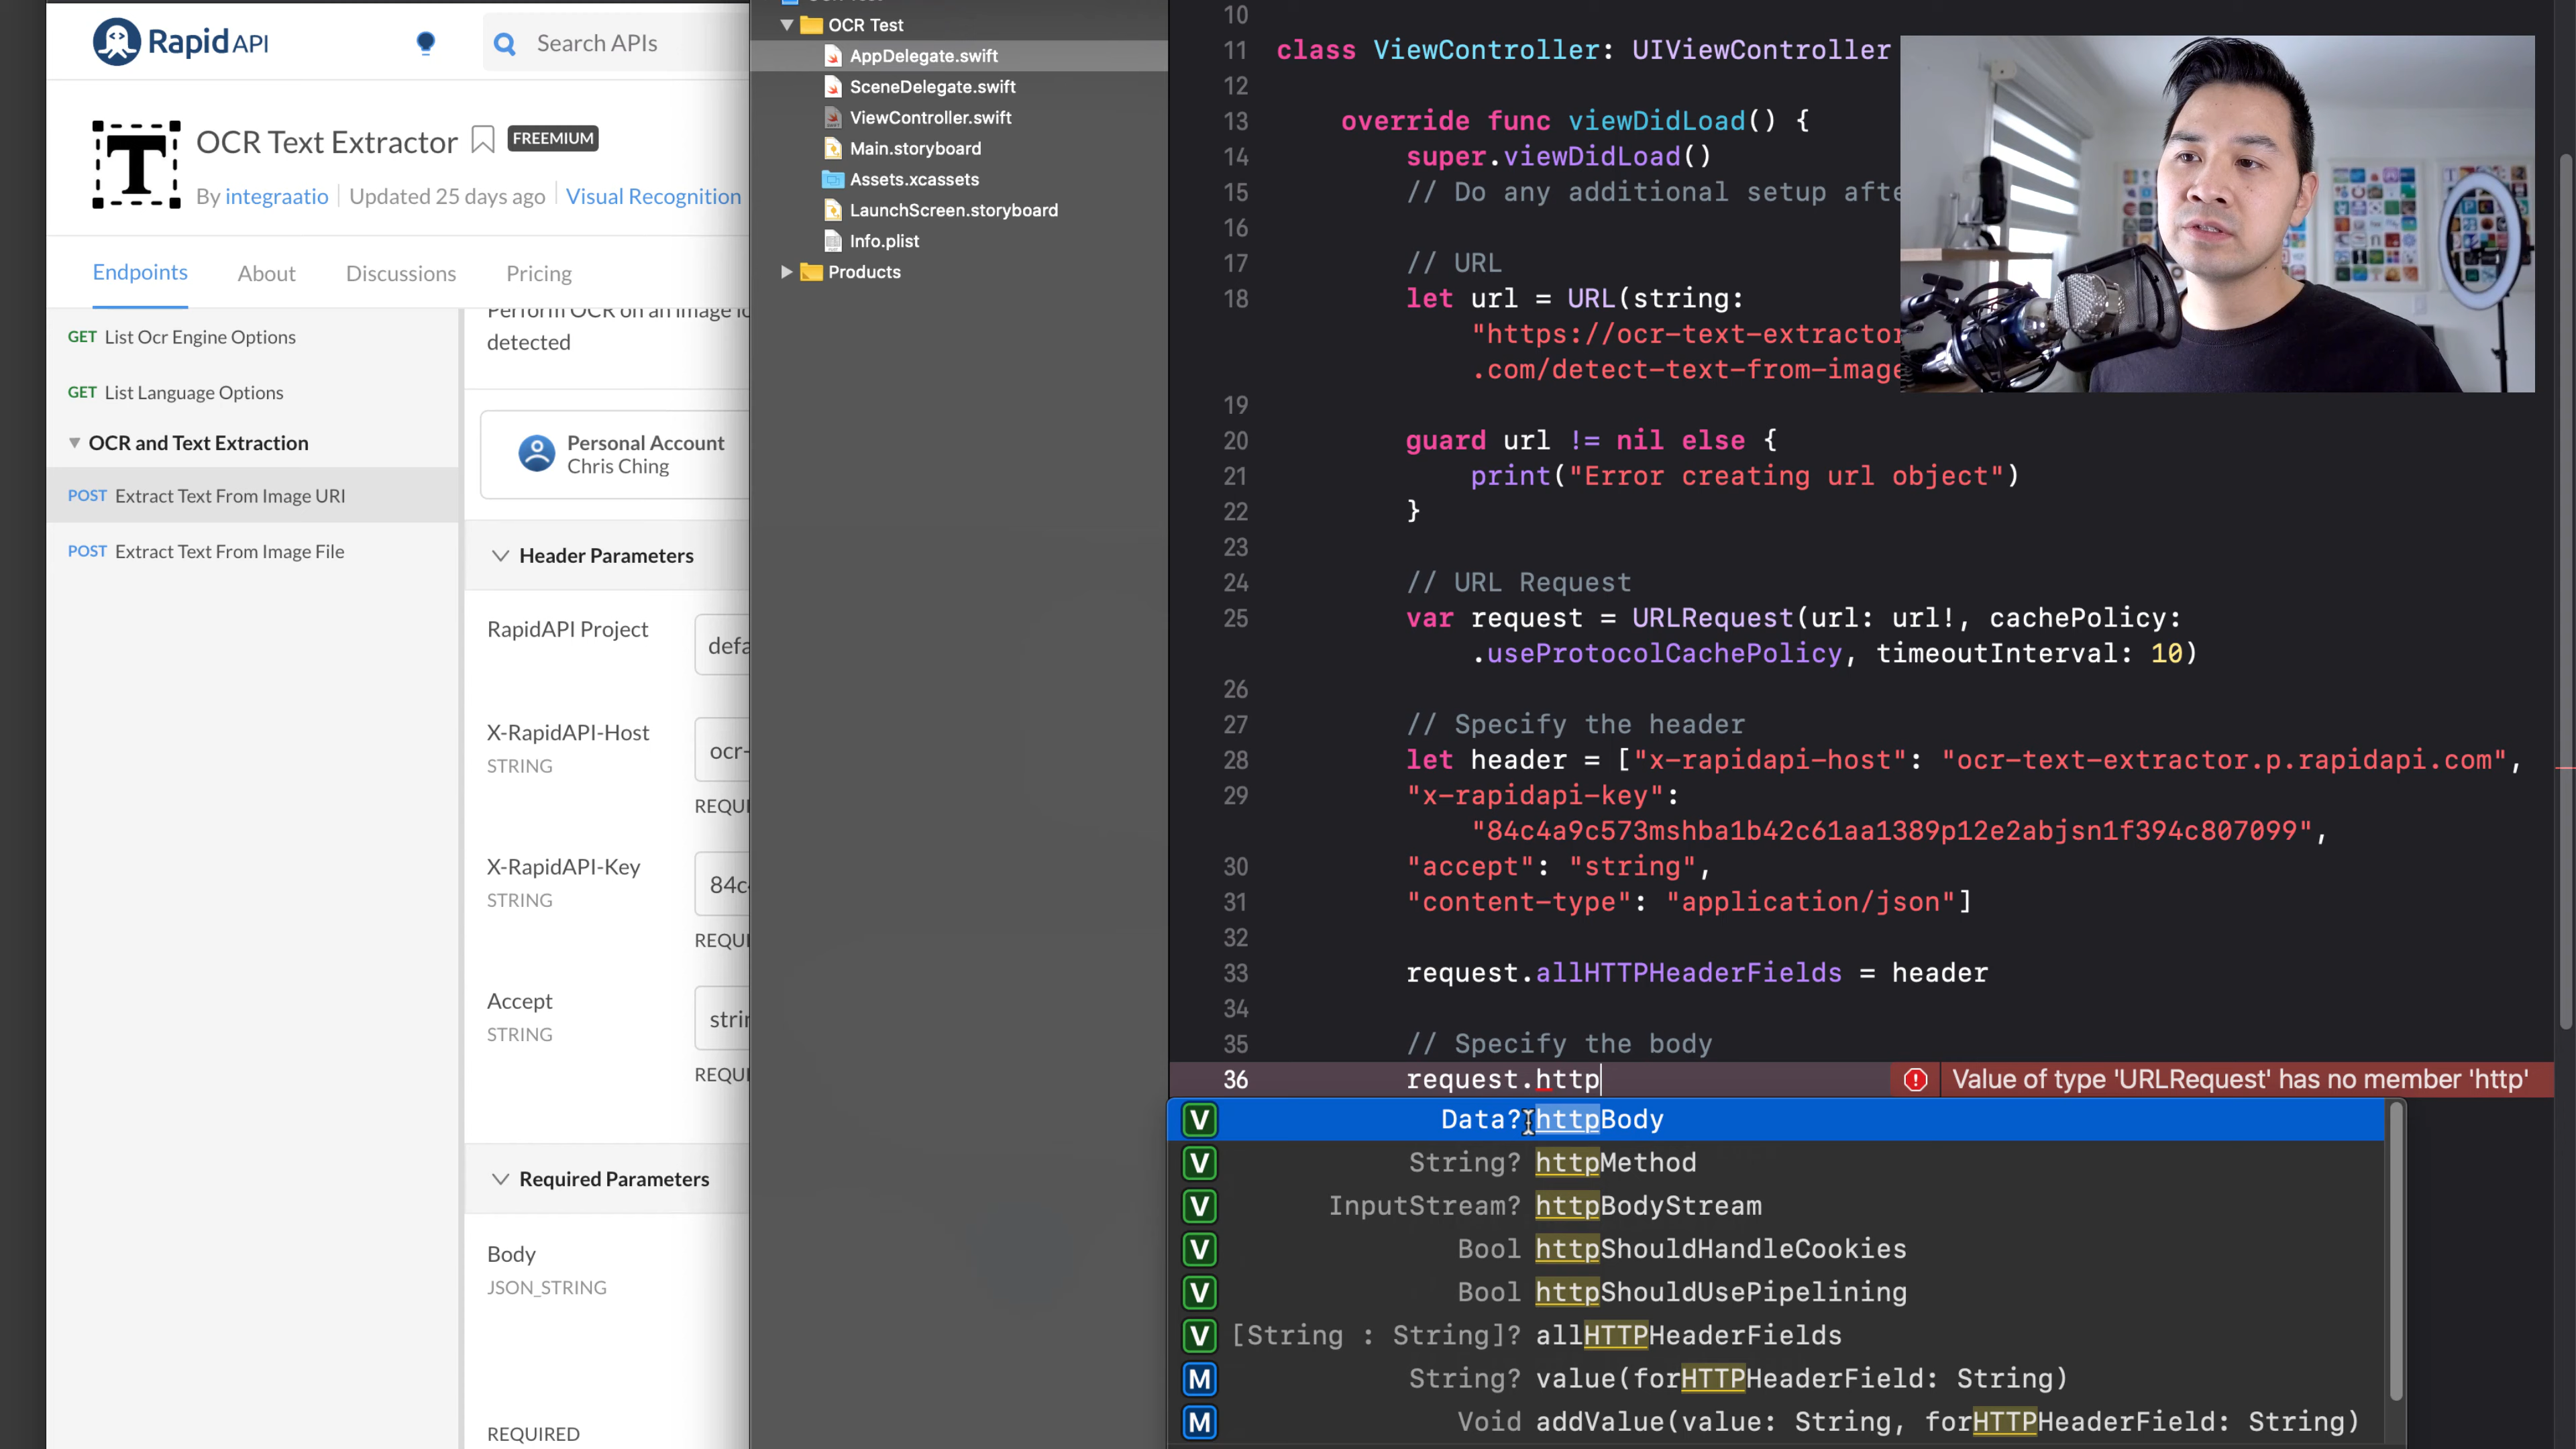 Rapid API
Search APIs
OCR Text Extractor
FREEMIUM
By integraatio
Updated 25 days ago
Visual Recognition
Endpoints
About
Discussions
Pricing
GET List Ocr Engine Options
GET List Language Options
OCR and Text Extraction
POST Extract Text From Image URI
POST Extract Text From Image File
detected
Personal Account
Chris Ching
Header Parameters
RapidAPI Project
defa
X-RapidAPI-Host
STRING
ocr-
REQUI
X-RapidAPI-Key
STRING
84c
REQUI
Accept
STRING
strin
REQUI
Required Parameters
Body
JSON_STRING
REQUIRED
OCR Test
AppDelegate.swift
SceneDelegate.swift
ViewController.swift
Main.storyboard
Assets.xcassets
LaunchScreen.storyboard
Info.plist
Products
10
11 class ViewController: UIViewController
12
13 override func viewDidLoad() {
14 super.viewDidLoad()
15 // Do any additional setup afte
16
17 // URL
18 let url = URL(string:
"https://ocr-text-extractor
.com/detect-text-from-image
19
20 guard url != nil else {
21 print("Error creating url object")
22 }
23
24 // URL Request
25 var request = URLRequest(url: url!, cachePolicy:
.useProtocolCachePolicy, timeoutInterval: 10)
26
27 // Specify the header
28 let header = ["x-rapidapi-host": "ocr-text-extractor.p.rapidapi.com",
29 "x-rapidapi-key":
"84c4a9c573mshba1b42c61aa1389p12e2abjsn1f394c807099",
30 "accept": "string",
31 "content-type": "application/json"]
32
33 request.allHTTPHeaderFields = header
34
35 // Specify the body
36 request.http
Value of type 'URLRequest' has no member 'http'
V Data? httpBody
V String? httpMethod
V InputStream? httpBodyStream
V Bool httpShouldHandleCookies
V Bool httpShouldUsePipelining
V [String : String]? allHTTPHeaderFields
M String? value(forHTTPHeaderField: String)
M Void addValue(value: String, forHTTPHeaderField: String)